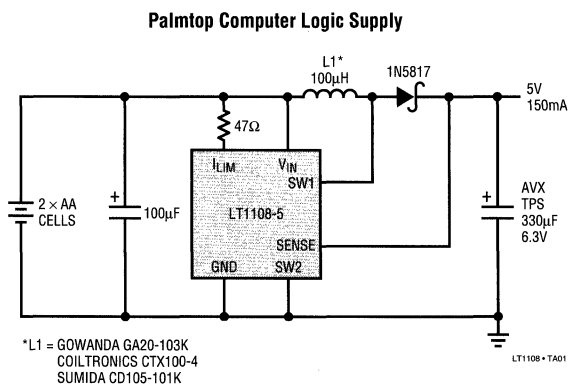 Palmtop Computer Logic Supply
L1*
100µH
1N5817
5V
150mA
47Ω
ILIM
VIN
SW1
2 × AA
CELLS
+
100µF
LT1108-5
SENSE
GND
SW2
+
AVX
TPS
330µF
6.3V
*L1 = GOWANDA GA20-103K
COILTRONICS CTX100-4
SUMIDA CD105-101K
LT1108 • TA01